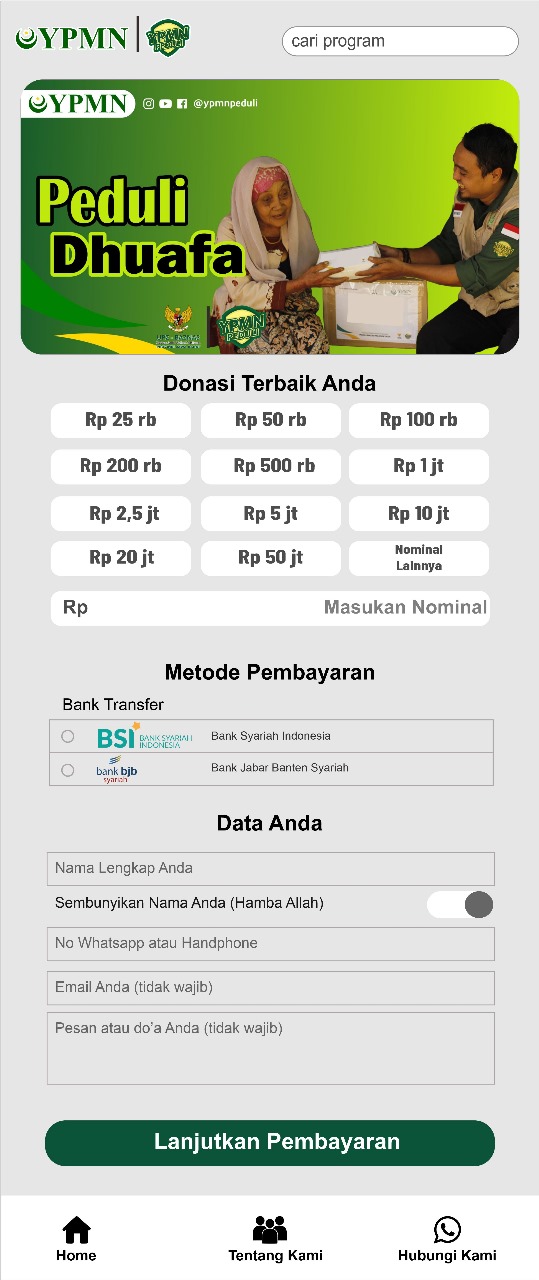 YPMN
YPMN
PEDULI
cari program
YPMN
@ypmnpeduli
Peduli
Dhuafa
YPMN
PEDULI
Donasi Terbaik Anda
Rp 25 rb
Rp 50 rb
Rp 100 rb
Rp 200 rb
Rp 500 rb
Rp 1 jt
Rp 2,5 jt
Rp 5 jt
Rp 10 jt
Rp 20 jt
Rp 50 jt
Nominal
Lainnya
Rp
Masukan Nominal
Metode Pembayaran
Bank Transfer
BSI BANK SYARIAH
INDONESIA
Bank Syariah Indonesia
bank bjb
syariah
Bank Jabar Banten Syariah
Data Anda
Nama Lengkap Anda
Sembunyikan Nama Anda (Hamba Allah)
No Whatsapp atau Handphone
Email Anda (tidak wajib)
Pesan atau do'a Anda (tidak wajib)
Lanjutkan Pembayaran
Home
Tentang Kami
Hubungi Kami